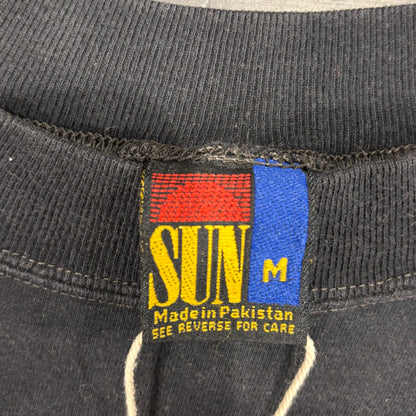 SUN
M
Made in Pakistan
SEE REVERSE FOR CARE